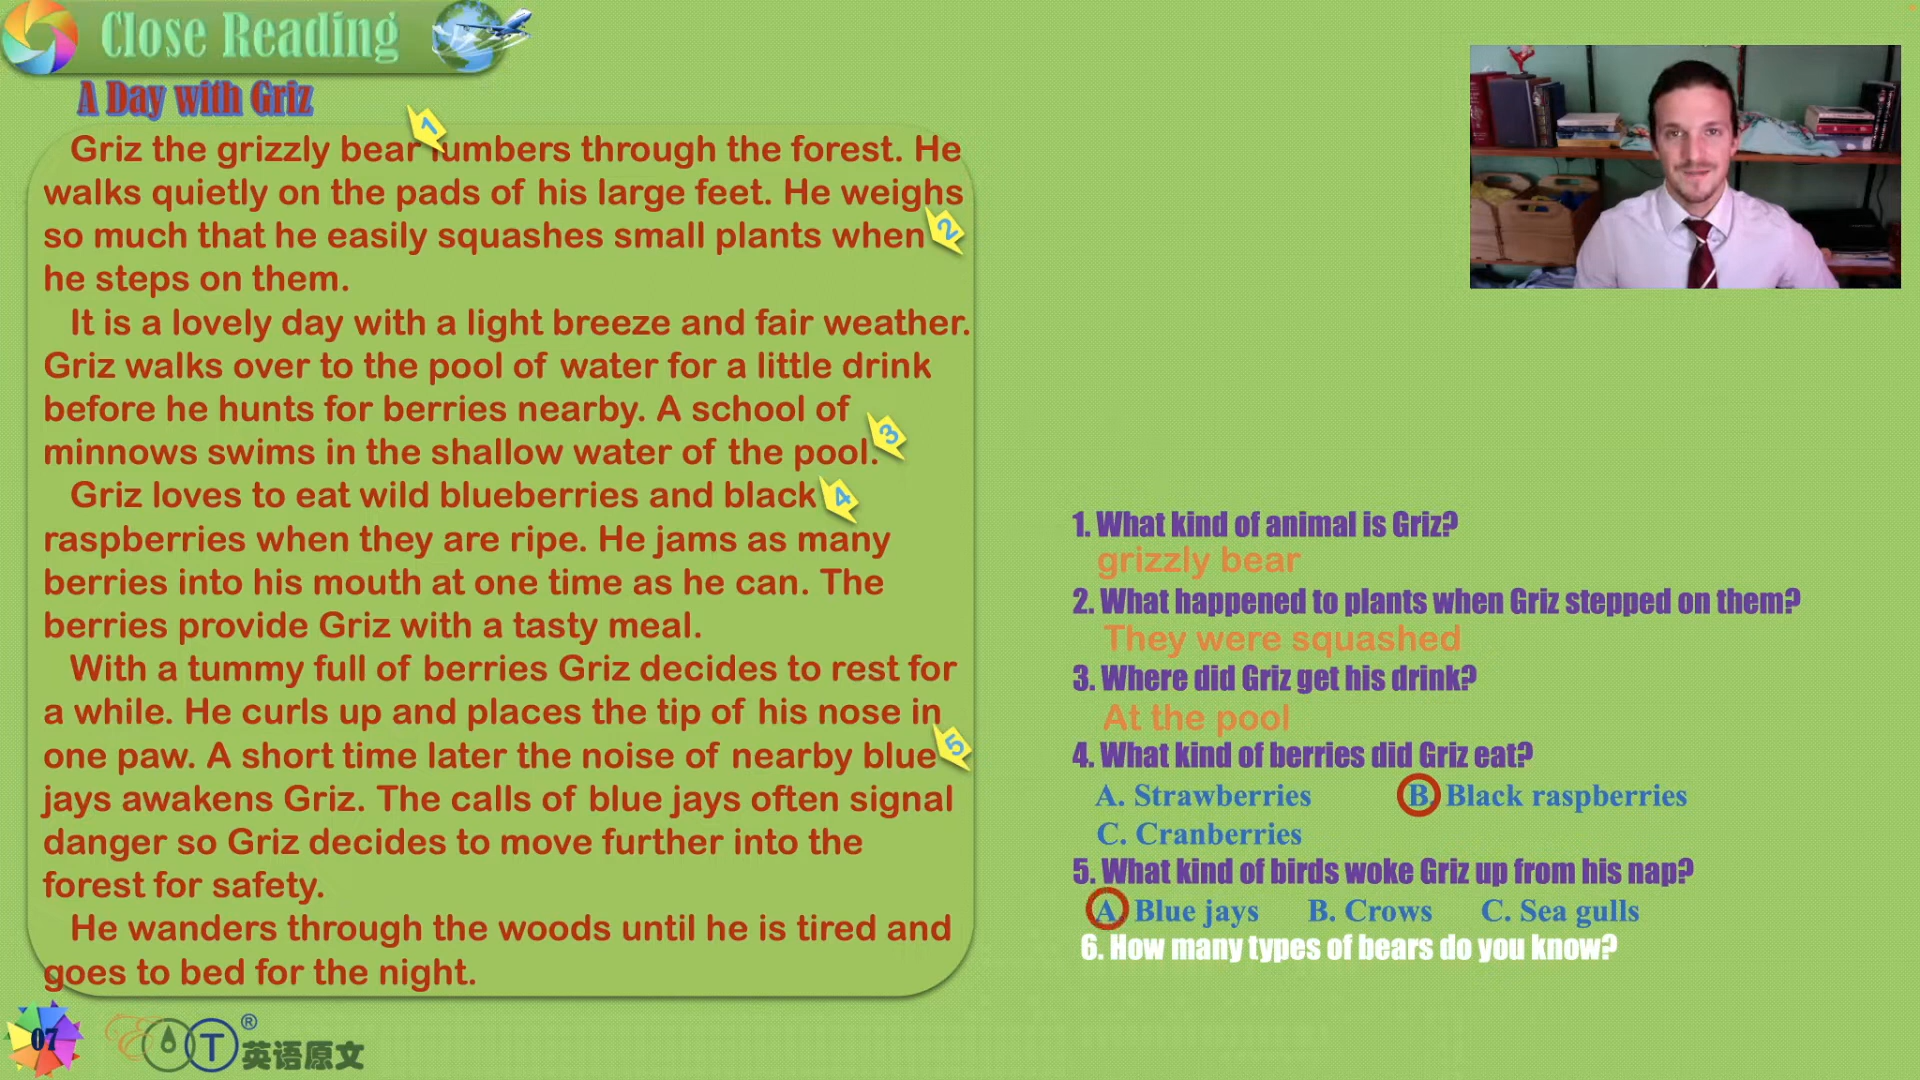 Close Reading
A Day with Griz
1
Griz the grizzly bear lumbers through the forest. He
walks quietly on the pads of his large feet. He weighs
so much that he easily squashes small plants when
2
he steps on them.
It is a lovely day with a light breeze and fair weather.
Griz walks over to the pool of water for a little drink
before he hunts for berries nearby. A school of
minnows swims in the shallow water of the pool.
3
Griz loves to eat wild blueberries and black
4
raspberries when they are ripe. He jams as many
berries into his mouth at one time as he can. The
berries provide Griz with a tasty meal.
With a tummy full of berries Griz decides to rest for
a while. He curls up and places the tip of his nose in
one paw. A short time later the noise of nearby blue
5
jays awakens Griz. The calls of blue jays often signal
danger so Griz decides to move further into the
forest for safety.
He wanders through the woods until he is tired and
goes to bed for the night.
1. What kind of animal is Griz?
grizzly bear
2. What happened to plants when Griz stepped on them?
They were squashed
3. Where did Griz get his drink?
At the pool
4. What kind of berries did Griz eat?
A. Strawberries B. Black raspberries
C. Cranberries
5. What kind of birds woke Griz up from his nap?
A. Blue jays B. Crows C. Sea gulls
6. How many types of bears do you know?
07
T® 英语原文